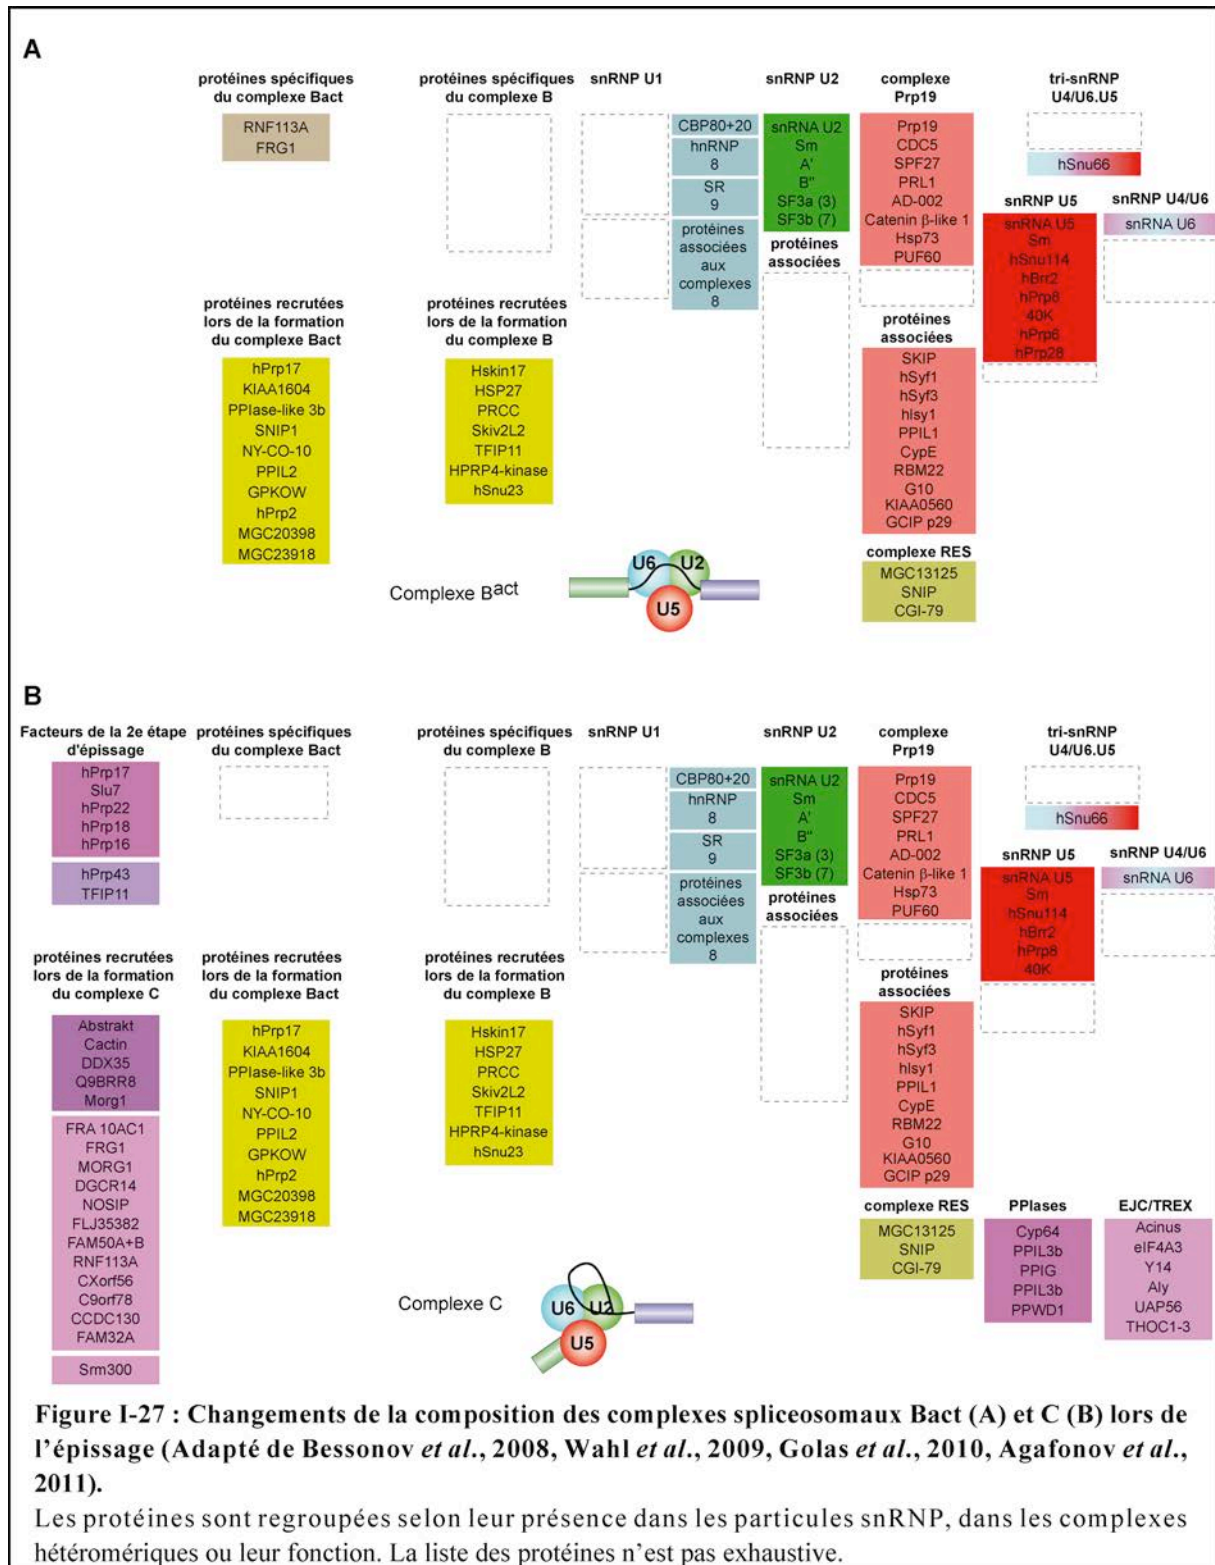 A
protéines spécifiques
du complexe Bact
RNF113A
FRG1
protéines spécifiques
du complexe B
snRNP U1
CBP80+20
hnRNP
8
SR
9
protéines
associées
aux
complexes
8
snRNP U2
snRNA U2
Sm
A'
B"
SF3a (3)
SF3b (7)
protéines
associées
complexe
Prp19
Prp19
CDC5
SPF27
PRL1
AD-002
Catenin β-like 1
Hsp73
PUF60
protéines
associées
SKIP
hSyf1
hSyf3
hIsy1
PPIL1
CypE
RBM22
G10
KIAA0560
GCIP p29
complexe RES
MGC13125
SNIP
CGI-79
tri-snRNP
U4/U6.U5
hSnu66
snRNP U5
snRNA U5
Sm
hSnu114
hBrr2
hPrp8
40K
hPrp6
hPrp28
snRNP U4/U6
snRNA U6
protéines recrutées
lors de la formation
du complexe Bact
hPrp17
KIAA1604
PPIase-like 3b
SNIP1
NY-CO-10
PPIL2
GPKOW
hPrp2
MGC20398
MGC23918
protéines recrutées
lors de la formation
du complexe B
Hskin17
HSP27
PRCC
Skiv2L2
TFIP11
HPRP4-kinase
hSnu23
Complexe Bact
U6
U2
U5
B
Facteurs de la 2e étape
d'épissage
hPrp17
Slu7
hPrp22
hPrp18
hPrp16
hPrp43
TFIP11
protéines spécifiques
du complexe Bact
protéines spécifiques
du complexe B
snRNP U1
CBP80+20
hnRNP
8
SR
9
protéines
associées
aux
complexes
8
snRNP U2
snRNA U2
Sm
A'
B"
SF3a (3)
SF3b (7)
protéines
associées
complexe
Prp19
Prp19
CDC5
SPF27
PRL1
AD-002
Catenin β-like 1
Hsp73
PUF60
protéines
associées
SKIP
hSyf1
hSyf3
hIsy1
PPIL1
CypE
RBM22
G10
KIAA0560
GCIP p29
tri-snRNP
U4/U6.U5
hSnu66
snRNP U5
snRNA U5
Sm
hSnu114
hBrr2
hPrp8
40K
snRNP U4/U6
snRNA U6
protéines recrutées
lors de la formation
du complexe C
Abstrakt
Cactin
DDX35
Q9BRR8
Morg1
FRA 10AC1
FRG1
MORG1
DGCR14
NOSIP
FLJ35382
FAM50A+B
RNF113A
CXorf56
C9orf78
CCDC130
FAM32A
Srm300
protéines recrutées
lors de la formation
du complexe Bact
hPrp17
KIAA1604
PPIase-like 3b
SNIP1
NY-CO-10
PPIL2
GPKOW
hPrp2
MGC20398
MGC23918
protéines recrutées
lors de la formation
du complexe B
Hskin17
HSP27
PRCC
Skiv2L2
TFIP11
HPRP4-kinase
hSnu23
complexe RES
MGC13125
SNIP
CGI-79
PPIases
Cyp64
PPIL3b
PPIG
PPIL3b
PPWD1
EJC/TREX
Acinus
eIF4A3
Y14
Aly
UAP56
THOC1-3
Complexe C
U6
U2
U5
Figure I-27 : Changements de la composition des complexes spliceosomaux Bact (A) et C (B) lors de
l'épissage (Adapté de Bessonov et al., 2008, Wahl et al., 2009, Golas et al., 2010, Agafonov et al.,
2011).
Les protéines sont regroupées selon leur présence dans les particules snRNP, dans les complexes
hétéromériques ou leur fonction. La liste des protéines n'est pas exhaustive.